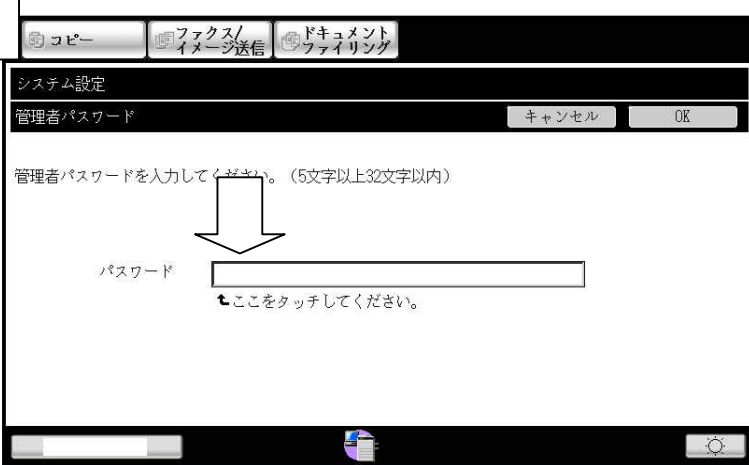 コピー
ファクス/
イメージ送信
ドキュメント
ファイリング
システム設定
管理者パスワード
キャンセル
OK
管理者パスワードを入力してください。(5文字以上32文字以内)
パスワード
ここをタッチしてください。